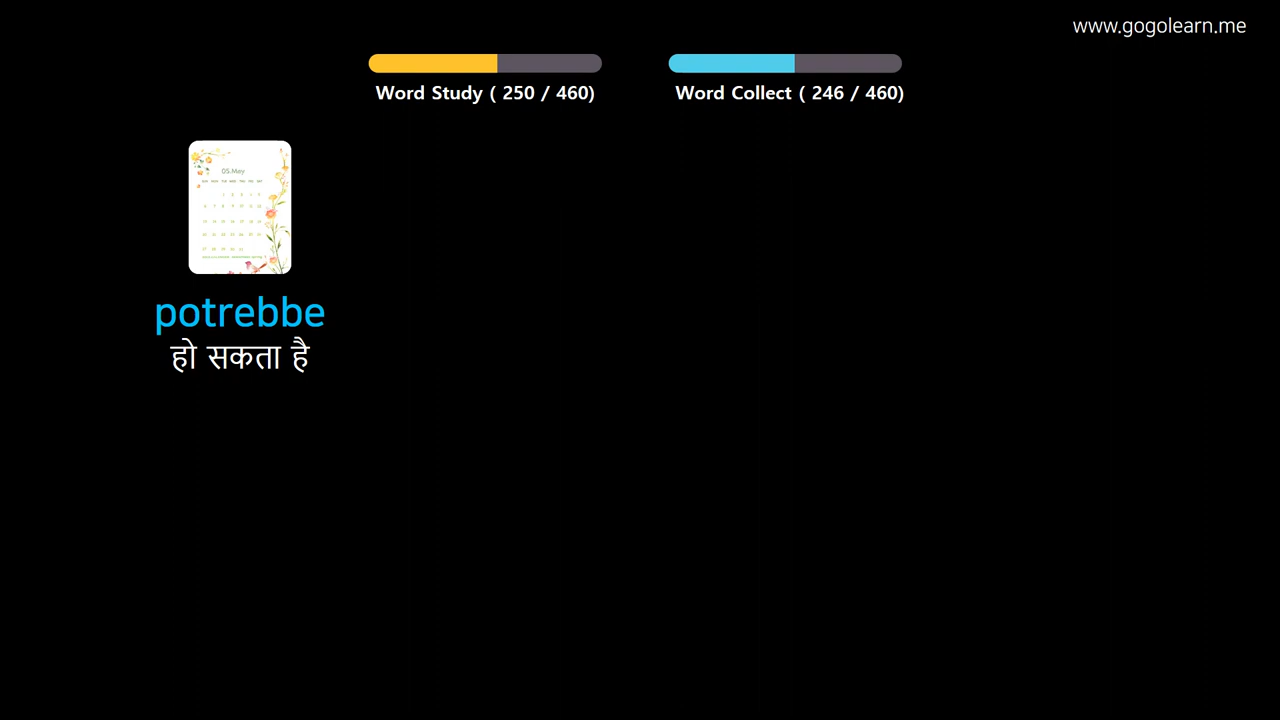 www.gogolearn.me
Word Study ( 250 / 460)
Word Collect ( 246 / 460)
05.May
potrebbe
हो सकता है